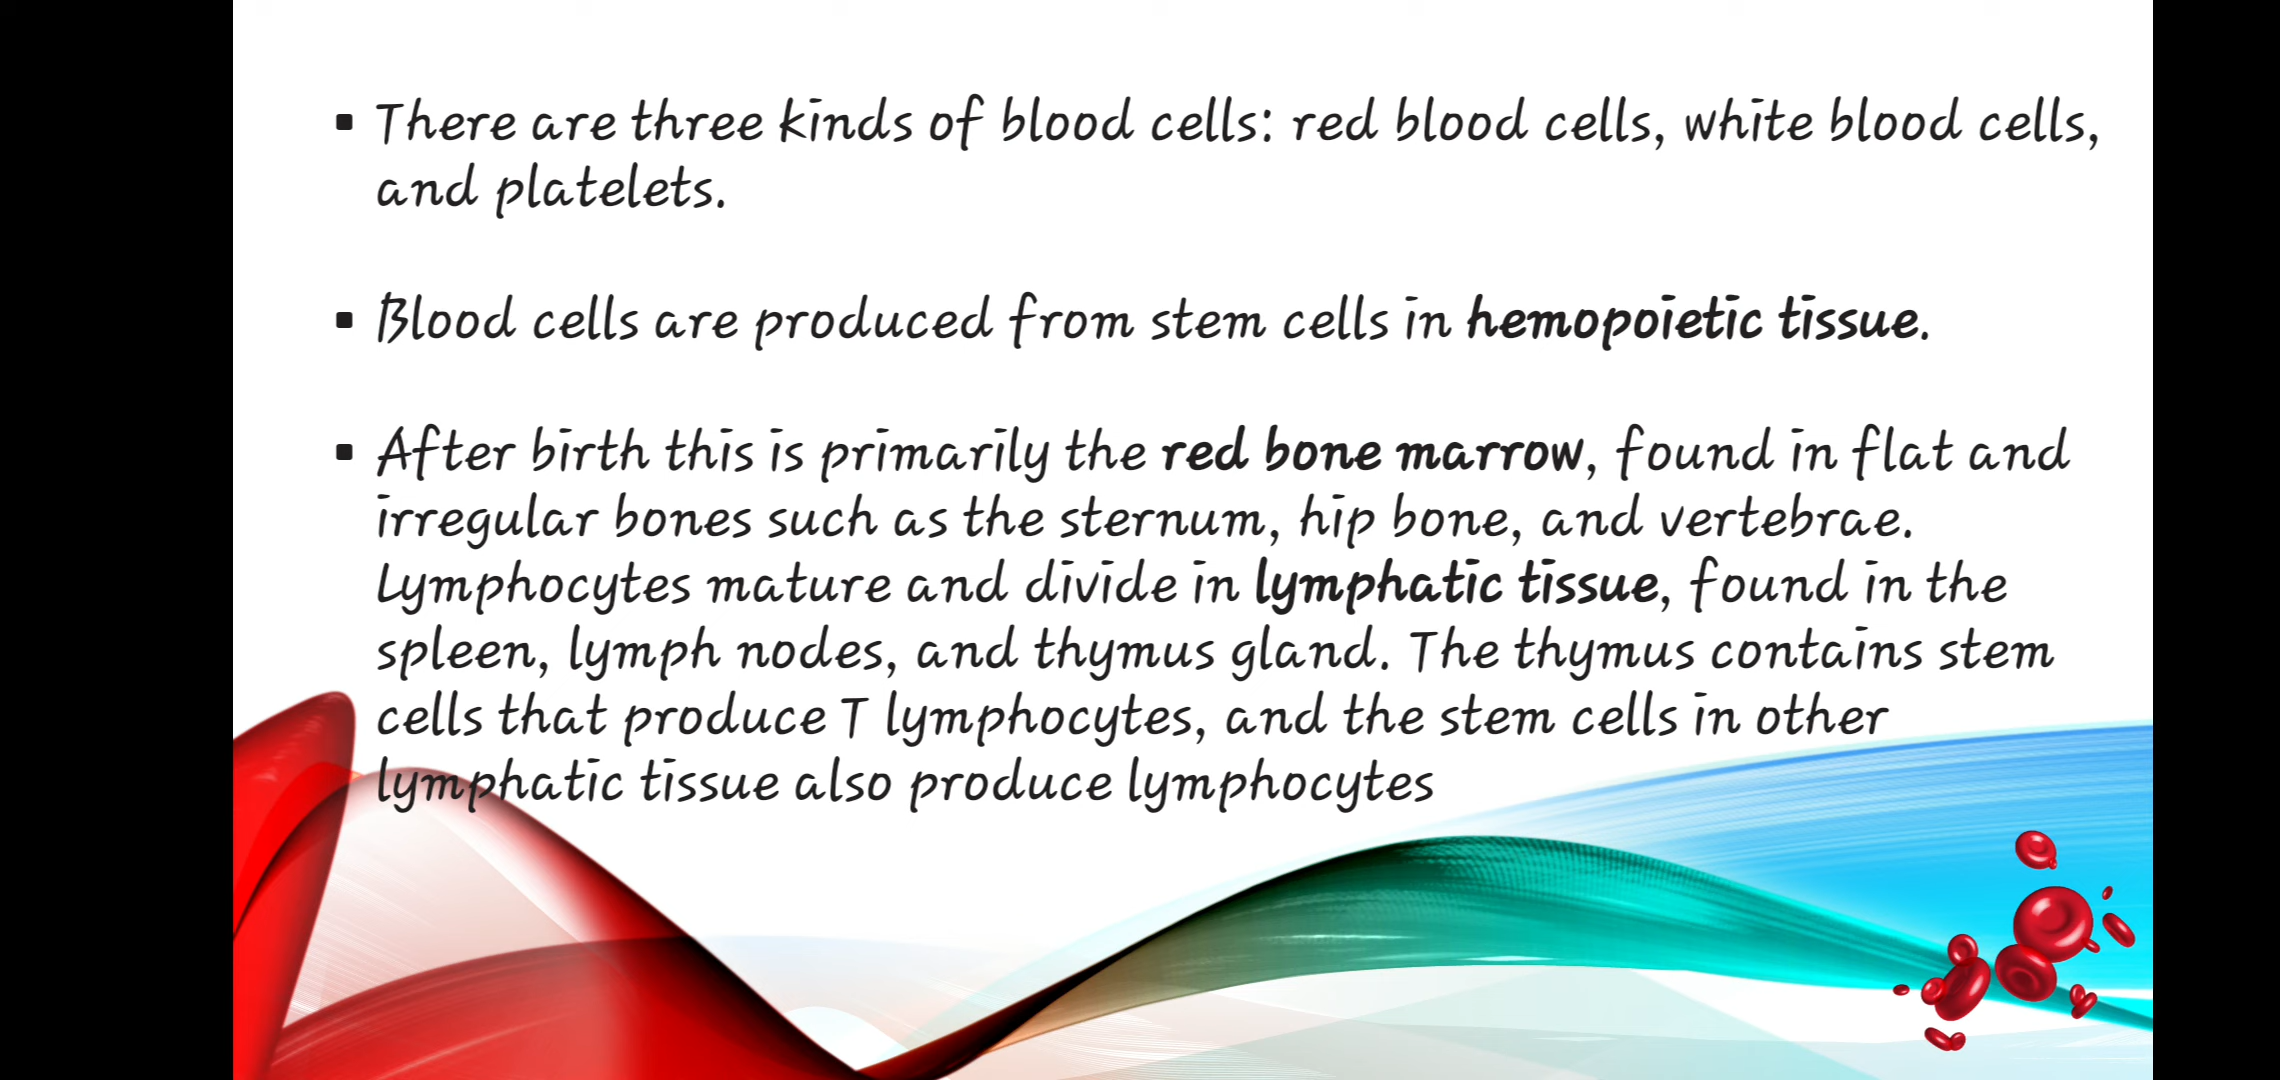 ▪ There are three kinds of blood cells: red blood cells, white blood cells,
and platelets.
▪ Blood cells are produced from stem cells in hemopoietic tissue.
▪ After birth this is primarily the red bone marrow, found in flat and
irregular bones such as the sternum, hip bone, and vertebrae.
Lymphocytes mature and divide in lymphatic tissue, found in the
spleen, lymph nodes, and thymus gland. The thymus contains stem
cells that produce T lymphocytes, and the stem cells in other
lymphatic tissue also produce lymphocytes